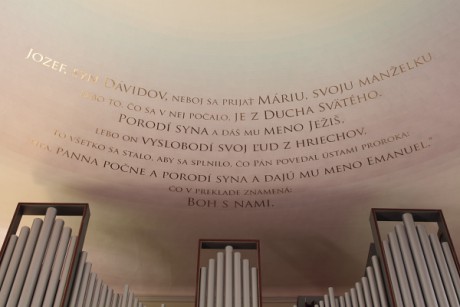 Jozef, syn Dávidov, neboj sa prijať Máriu, svoju manželku
lebo to, čo sa v nej počalo, je z Ducha Svätého.
Porodí syna a dáš mu meno Ježiš,
lebo on vyslobodí svoj ľud z hriechov.
To všetko sa stalo, aby sa splnilo, čo Pan povedal ústami proroka:
Panna počne a porodí syna a dajú mu meno Emanuel."
čo v preklade znamená:
Boh s nami.